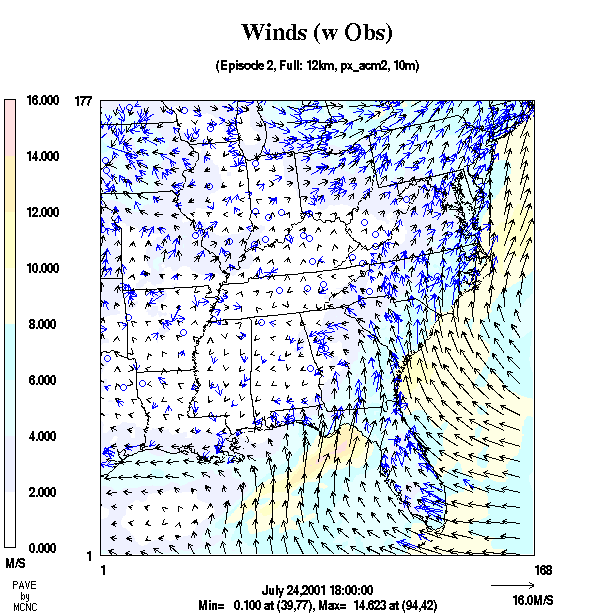 Winds (w Obs)
(Episode 2, Full: 12km, px_acm2, 10m)
16.000
177
14.000
12.000
10.000
8.000
6.000
4.000
2.000
0.000
1
M/S
1
168
PAVE
by
MCNC
July 24,2001 18:00:00
Min= 0.100 at (39,77), Max= 14.623 at (94,42)
16.0M/S